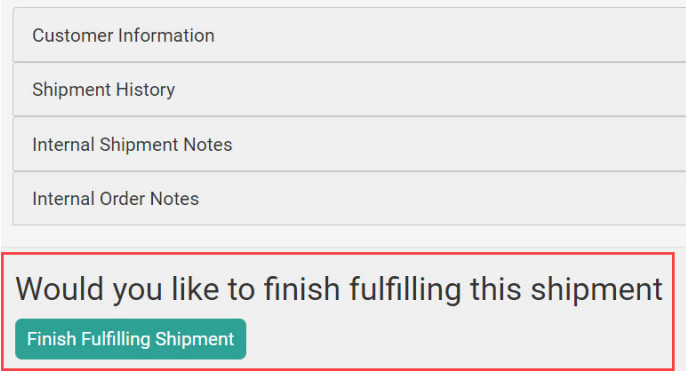 Customer Information
Shipment History
Internal Shipment Notes
Internal Order Notes
Would you like to finish fulfilling this shipment
Finish Fulfilling Shipment